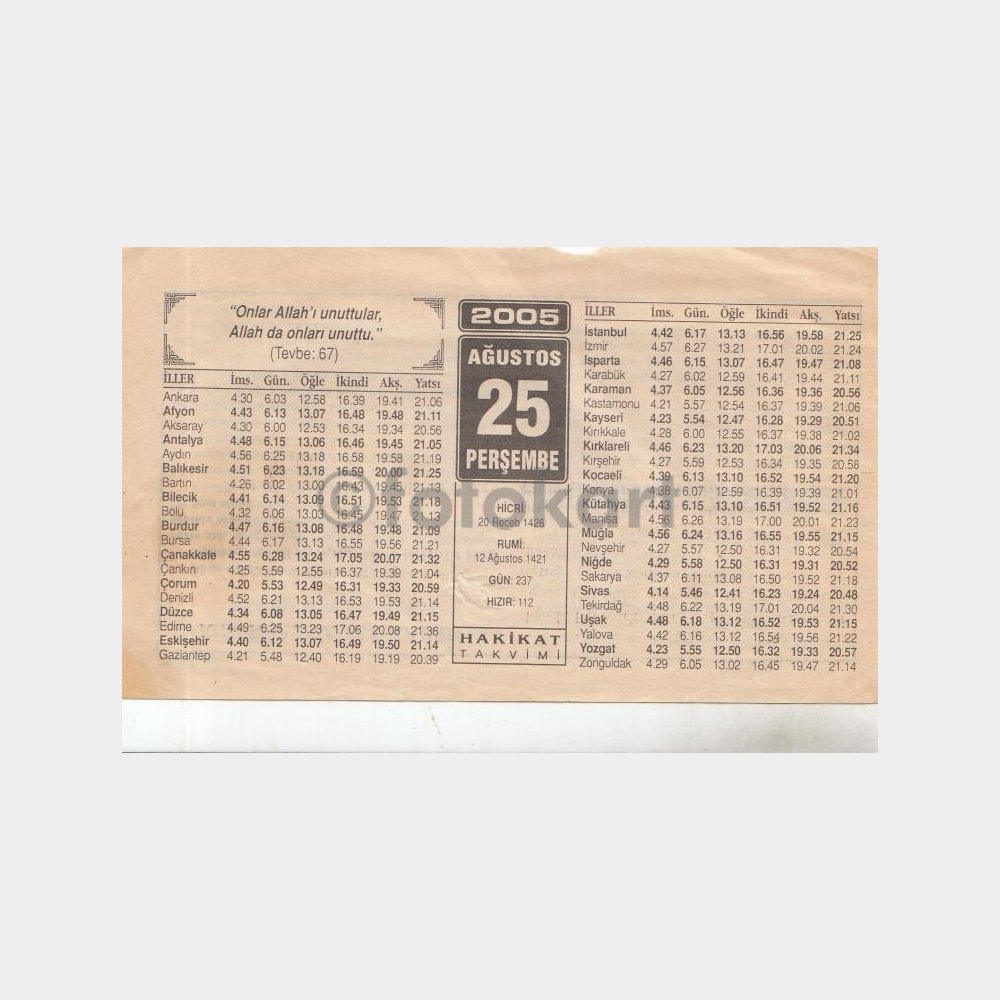 "Onlar Allah'ı unuttular,
Allah da onları unuttu."
(Tevbe: 67)
İLLER İms. Gün. Öğle İkindi Akş. Yatsı
Ankara 4.30 6.03 12.58 16.39 19.41 21.06
Afyon 4.43 6.13 13.07 16.48 19.48 21.11
Aksaray 4.30 6.00 12.53 16.34 19.34 20.56
Antalya 4.48 6.15 13.06 16.46 19.45 21.05
Aydın 4.56 6.25 13.18 16.58 19.58 21.19
Balıkesir 4.51 6.23 13.18 16.59 20.00 21.25
Bartın 4.26 6.02 13.00 16.43 19.45 21.13
Bilecik 4.41 6.14 13.09 16.51 19.53 21.18
Bolu 4.32 6.06 13.03 16.45 19.47 21.13
Burdur 4.47 6.16 13.08 16.48 19.48 21.09
Bursa 4.44 6.17 13.13 16.55 19.56 21.21
Çanakkale 4.55 6.28 13.24 17.05 20.07 21.32
Çankırı 4.25 5.59 12.55 16.37 19.39 21.04
Çorum 4.20 5.53 12.49 16.31 19.33 20.59
Denizli 4.52 6.21 13.13 16.53 19.53 21.14
Düzce 4.34 6.08 13.05 16.47 19.49 21.15
Edirne 4.49 6.25 13.23 17.06 20.08 21.36
Eskişehir 4.40 6.12 13.07 16.49 19.50 21.14
Gaziantep 4.21 5.48 12.40 16.19 19.19 20.39
2005
AĞUSTOS
25
PERŞEMBE
HİCRİ:
20 Receb 1426
RUMİ:
12 Ağustos 1421
GÜN: 237
HIZIR: 112
HAKİKAT
TAKVİMİ
İLLER İms. Gün. Öğle İkindi Akş. Yatsı
İstanbul 4.42 6.17 13.13 16.56 19.58 21.25
İzmir 4.57 6.27 13.21 17.01 20.02 21.24
Isparta 4.46 6.15 13.07 16.47 19.47 21.08
Karabük 4.27 6.02 12.59 16.41 19.44 21.11
Karaman 4.37 6.05 12.56 16.36 19.36 20.56
Kastamonu 4.21 5.57 12.54 16.37 19.39 21.06
Kayseri 4.23 5.54 12.47 16.28 19.29 20.51
Kırıkkale 4.28 6.00 12.55 16.37 19.38 21.02
Kırklareli 4.46 6.23 13.20 17.03 20.06 21.34
Kırşehir 4.27 5.59 12.53 16.34 19.35 20.58
Kocaeli 4.39 6.13 13.10 16.52 19.54 21.20
Konya 4.38 6.07 12.59 16.39 19.39 21.01
Kütahya 4.43 6.15 13.10 16.51 19.52 21.16
Manisa 4.56 6.26 13.19 17.00 20.01 21.23
Muğla 4.56 6.24 13.16 16.55 19.55 21.15
Nevşehir 4.27 5.57 12.50 16.31 19.32 20.54
Niğde 4.29 5.58 12.50 16.31 19.31 20.52
Sakarya 4.37 6.11 13.08 16.50 19.52 21.18
Sivas 4.14 5.46 12.41 16.23 19.24 20.48
Tekirdağ 4.48 6.22 13.19 17.01 20.04 21.30
Uşak 4.48 6.18 13.12 16.52 19.53 21.15
Yalova 4.42 6.16 13.12 16.54 19.56 21.22
Yozgat 4.23 5.55 12.50 16.32 19.33 20.57
Zonguldak 4.29 6.05 13.02 16.45 19.47 21.14
©fotokart